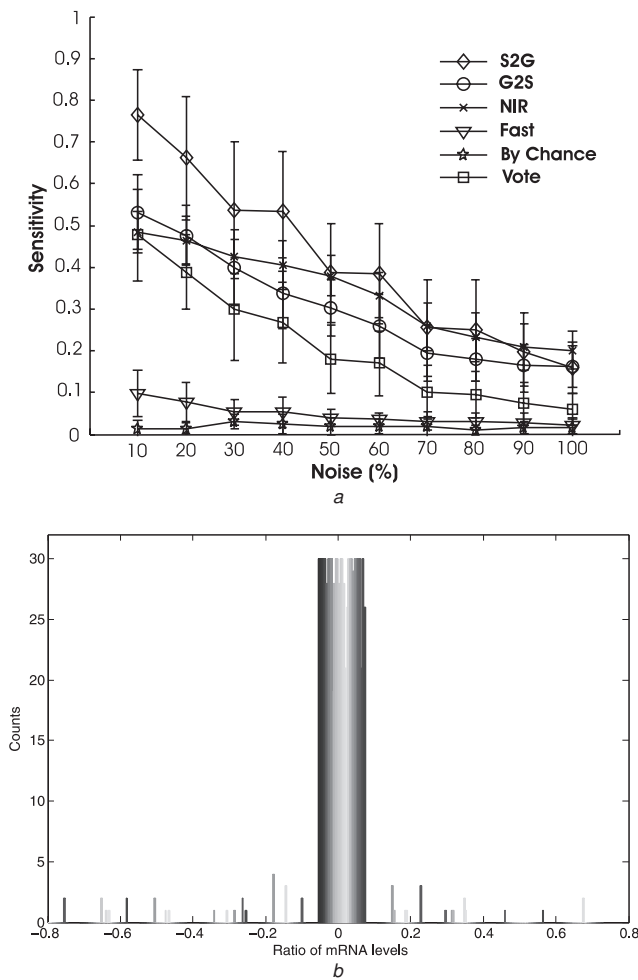 1
0.9
0.8
0.7
0.6
0.5
0.4
0.3
0.2
0.1
0
Sensitivity
S2G
G2S
NIR
Fast
By Chance
Vote
10 20 30 40 50 60 70 80 90 100
Noise (%)
a
30
25
20
15
10
5
0
Counts
−0.8 −0.6 −0.4 −0.2 0 0.2 0.4 0.6 0.8
Ratio of mRNA levels
b